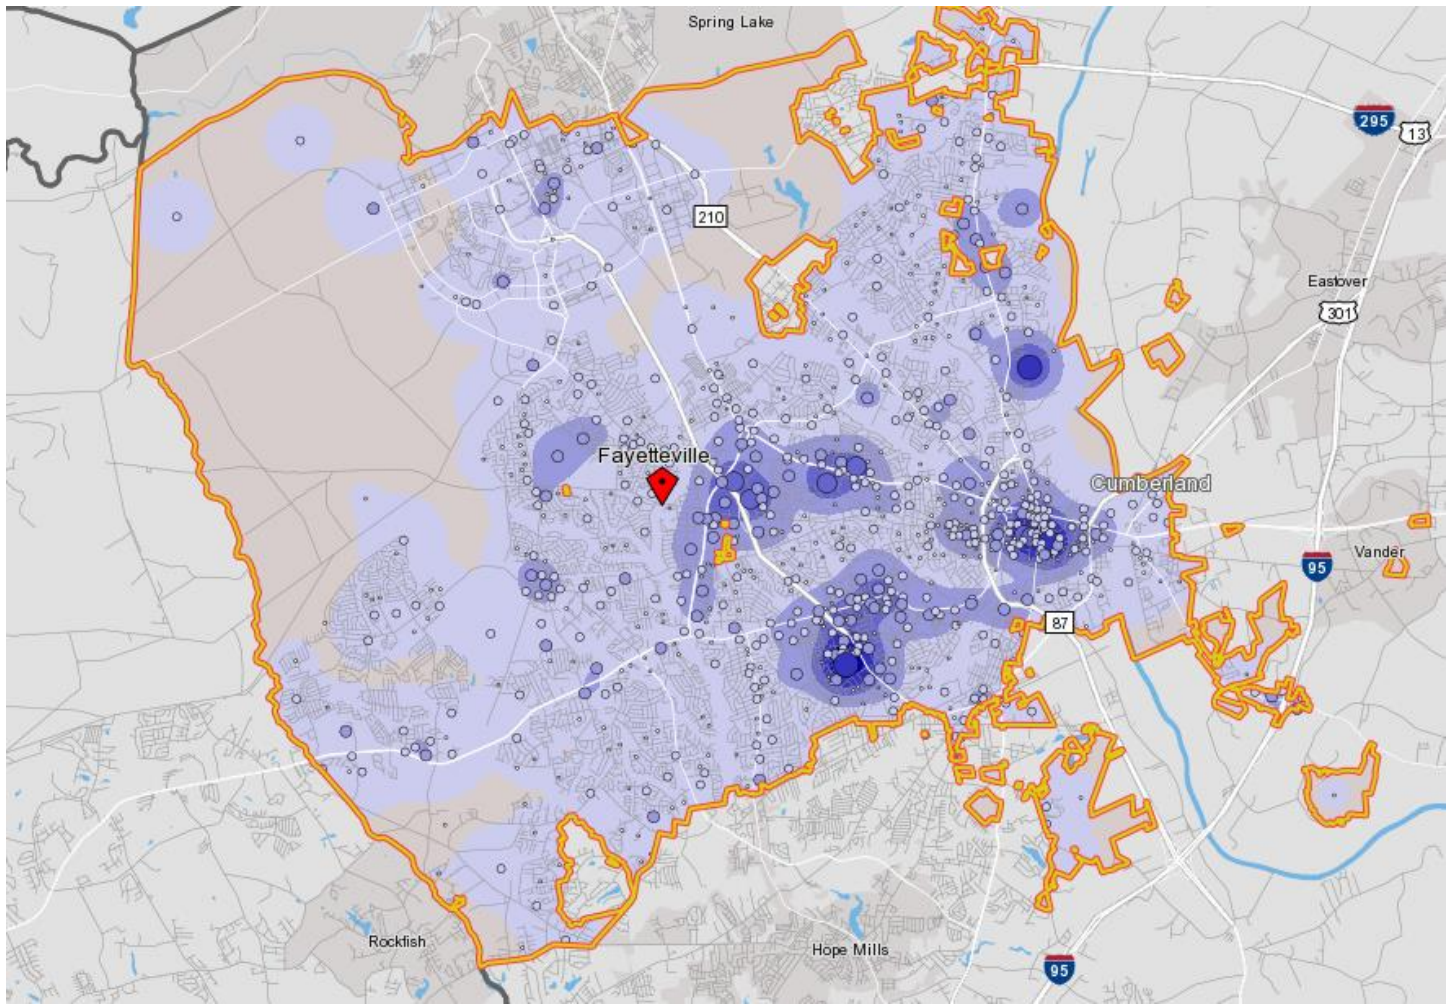 Spring Lake
295
13
210
Eastover
301
Fayetteville
Cumberland
Vander
95
87
Rockfish
Hope Mills
95